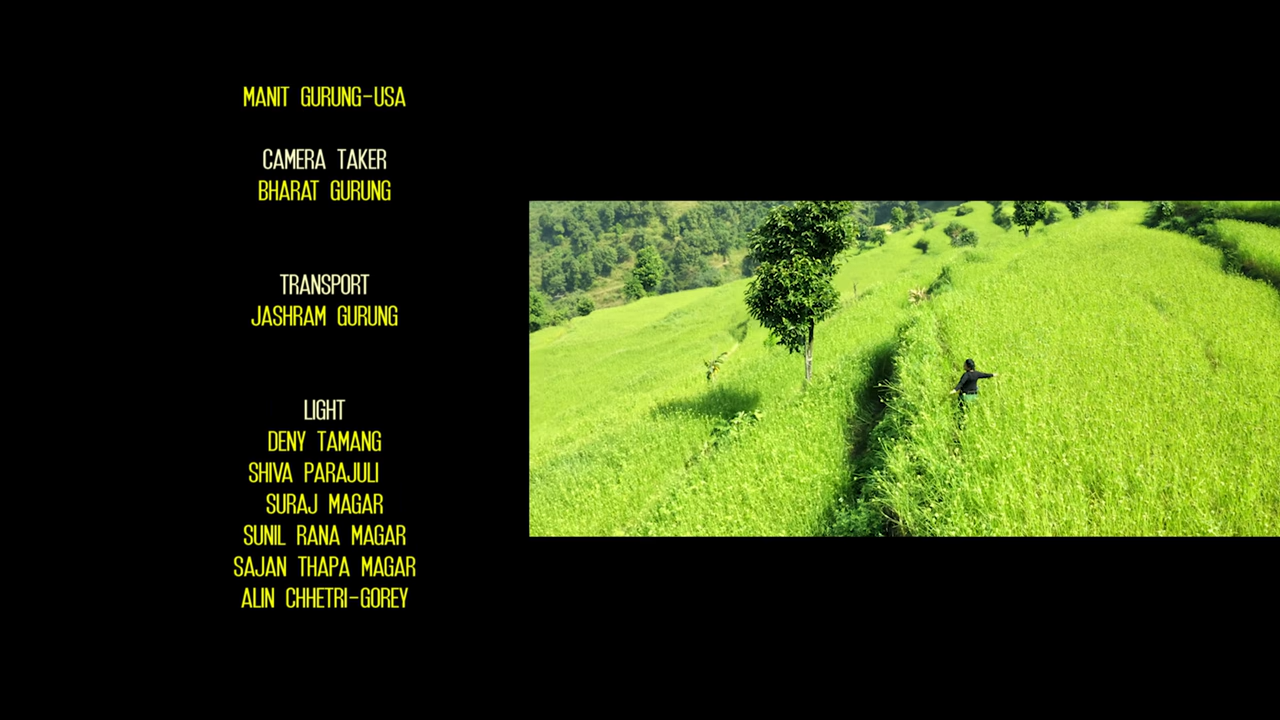 MANIT GURUNG-USA
CAMERA TAKER
BHARAT GURUNG
TRANSPORT
JASHRAM GURUNG
LIGHT
DENY TAMANG
SHIVA PARAJULI
SURAJ MAGAR
SUNIL RANA MAGAR
SAJAN THAPA MAGAR
ALIN CHHETRI-GOREY